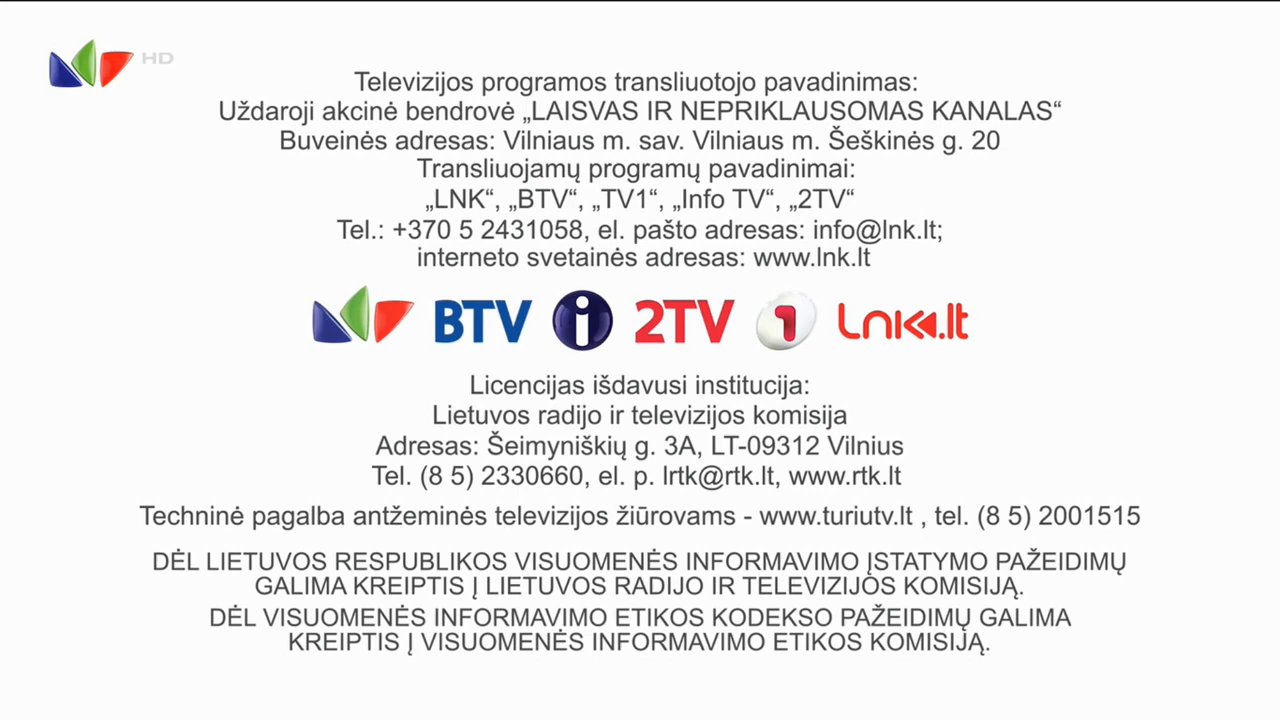 HD
Televizijos programos transliuotojo pavadinimas:
Uždaroji akcinė bendrovė „LAISVAS IR NEPRIKLAUSOMAS KANALAS“
Buveinės adresas: Vilniaus m. sav. Vilniaus m. Šeškinės g. 20
Transliuojamų programų pavadinimai:
„LNK“, „BTV“, „TV1“, „Info TV“, „2TV“
Tel.: +370 5 2431058, el. pašto adresas: info@lnk.lt;
interneto svetainės adresas: www.lnk.lt
BTV i 2TV 1 lnk.lt
Licencijas išdavusi institucija:
Lietuvos radijo ir televizijos komisija
Adresas: Šeimyniškių g. 3A, LT-09312 Vilnius
Tel. (8 5) 2330660, el. p. lrtk@rtk.lt, www.rtk.lt
Techninė pagalba antžeminės televizijos žiūrovams - www.turiutv.lt , tel. (8 5) 2001515
DĖL LIETUVOS RESPUBLIKOS VISUOMENĖS INFORMAVIMO ĮSTATYMO PAŽEIDIMŲ
GALIMA KREIPTIS Į LIETUVOS RADIJO IR TELEVIZIJOS KOMISIJĄ.
DĖL VISUOMENĖS INFORMAVIMO ETIKOS KODEKSO PAŽEIDIMŲ GALIMA
KREIPTIS Į VISUOMENĖS INFORMAVIMO ETIKOS KOMISIJĄ.